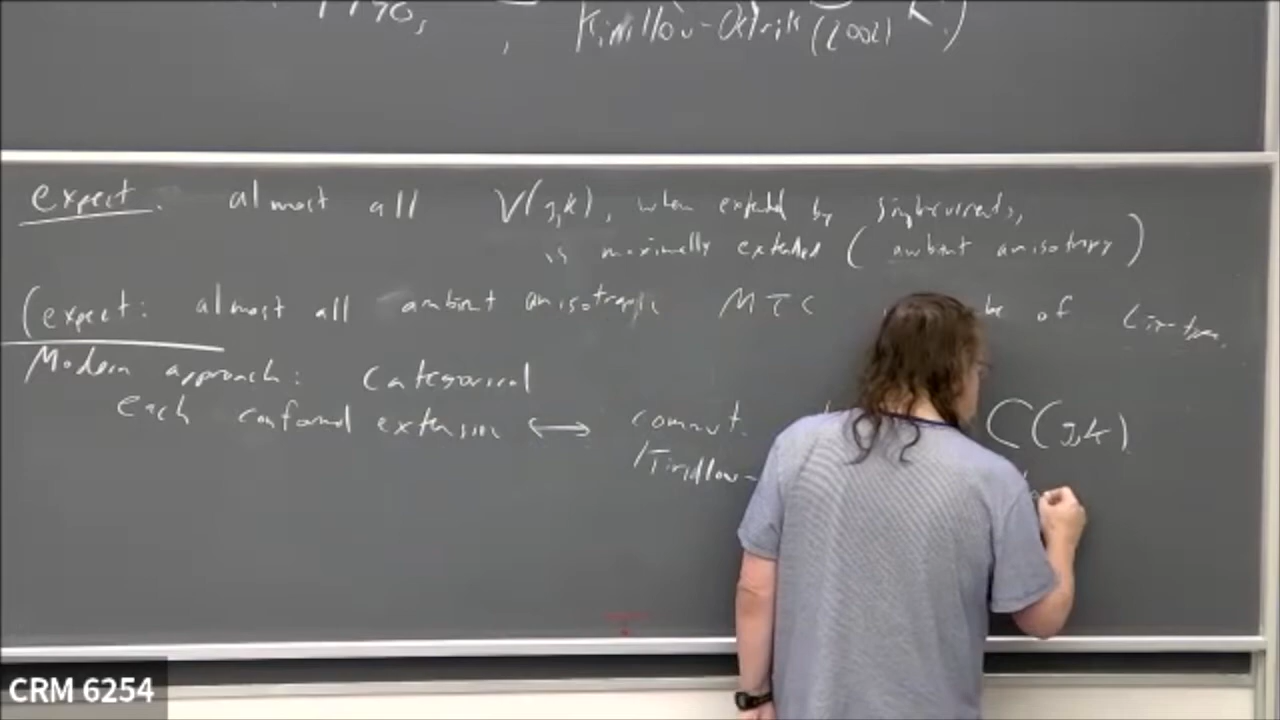 Kirillov-Ostrik (2002)
expect: almost all V(g,k), when extended by simple currents,
is maximally extended (ambient anisotropy)
(expect: almost all ambient anisotropic MTC be of Lie-type
Modern approach: Categorical
each conformal extension ↔ commut. C(g,k)
Kirillov-
CRM 6254